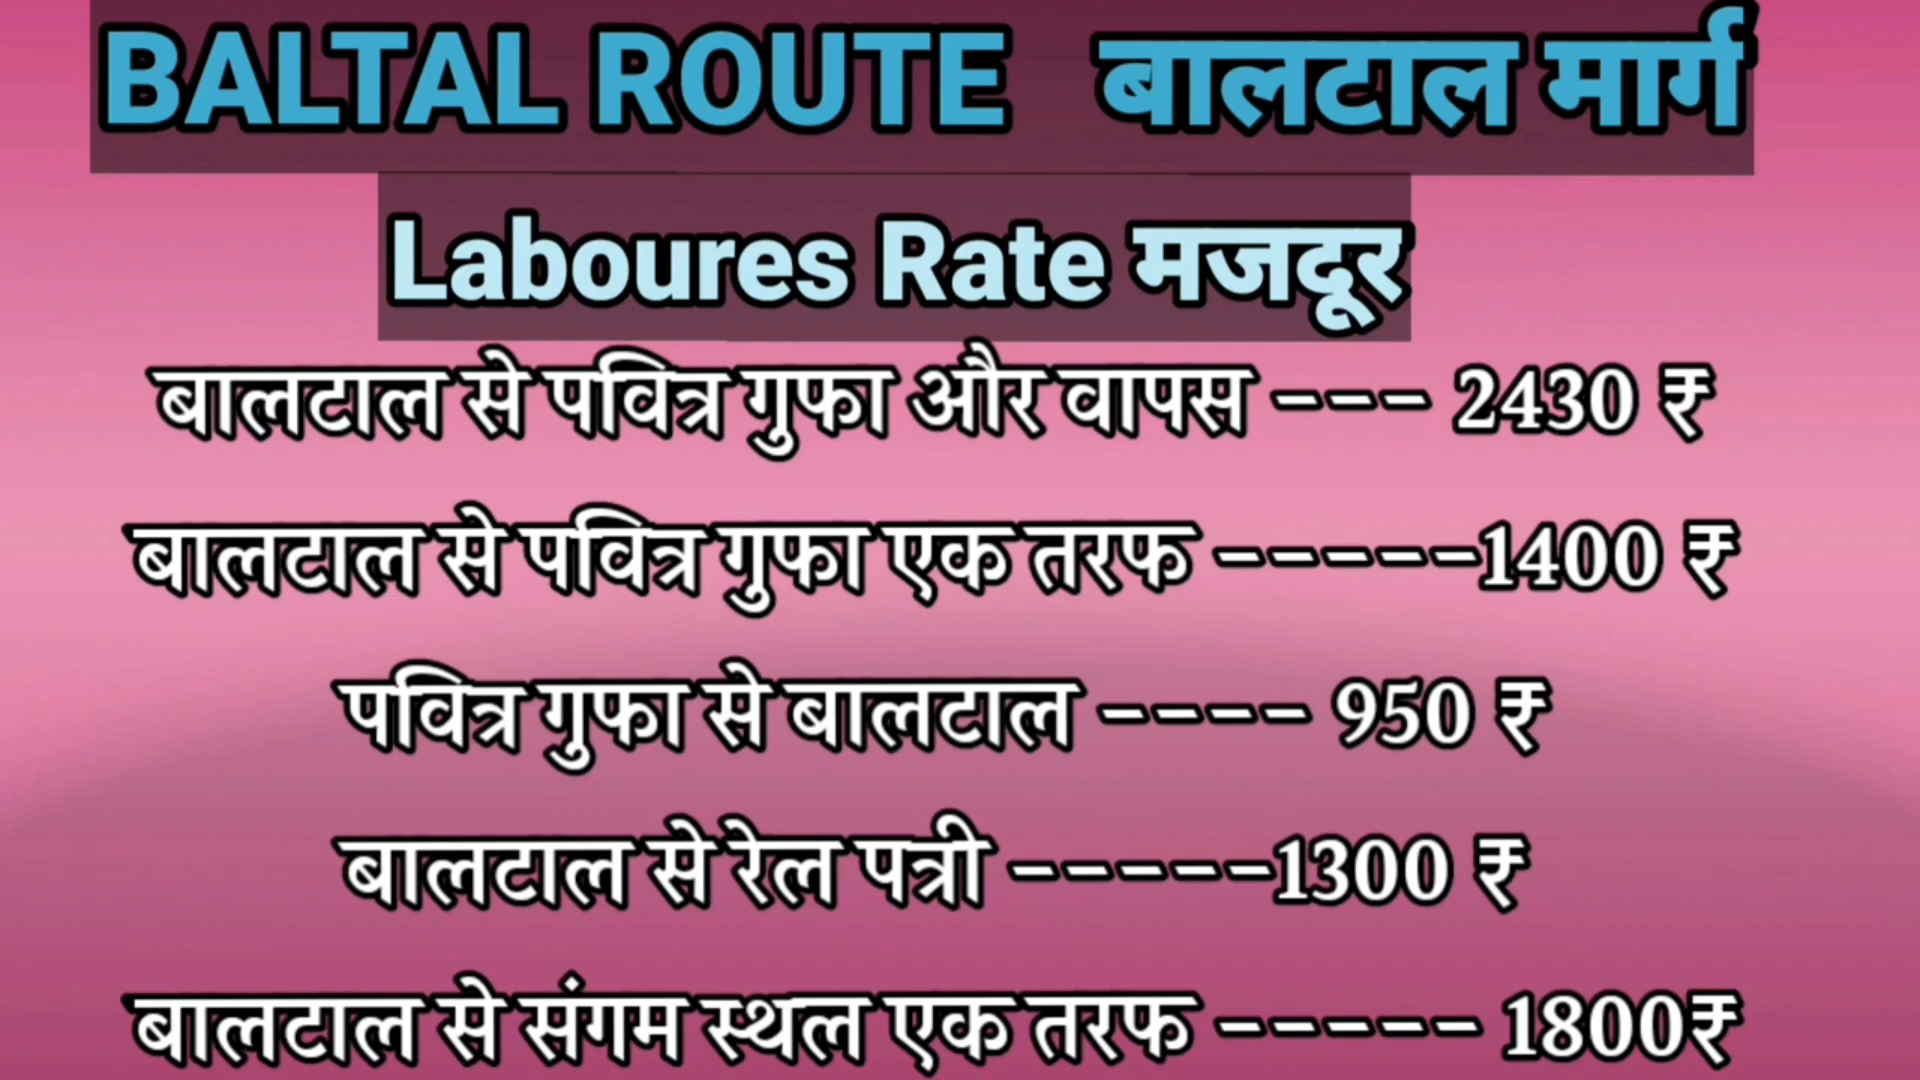 BALTAL ROUTE बालटाल मार्ग
Laboures Rate मजदूर
बालटाल से पवित्र गुफा और वापस --- 2430 ₹
बालटाल से पवित्र गुफा एक तरफ -----1400 ₹
पवित्र गुफा से बालटाल ---- 950 ₹
बालटाल से रेल पत्री -----1300 ₹
बालटाल से संगम स्थल एक तरफ ----- 1800₹